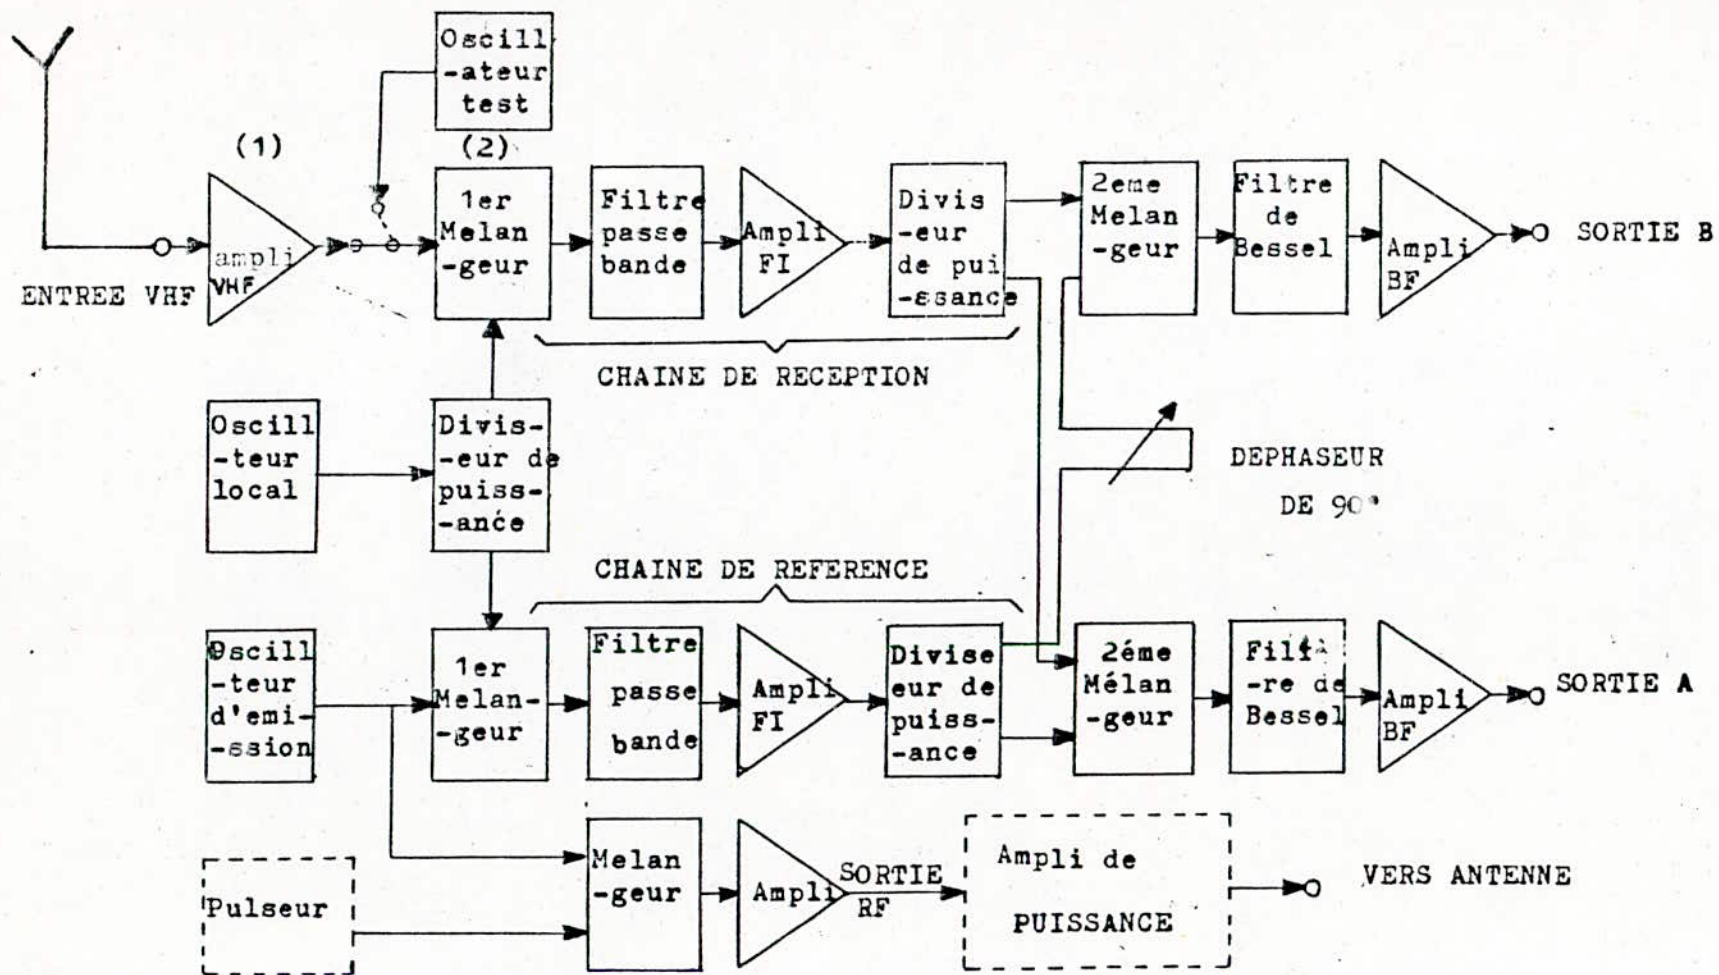 Oscill
-ateur
test
(1)
(2)
ENTREE VHF
ampli
VHF
1er
Melan
-geur
Filtre
passe
bande
Ampli
FI
Divis
-eur
de pui
-ssance
2eme
Melan
-geur
Filtre
de
Bessel
Ampli
BF
SORTIE B
CHAINE DE RECEPTION
Oscill
-teur
local
Divis-
-eur de
puiss-
-ance
DEPHASEUR
DE 90°
CHAINE DE REFERENCE
Oscill
-teur
d'emi-
-ssion
1er
Melan-
-geur
Filtre
passe
bande
Ampli
FI
Divise
eur de
puiss-
-ance
2éme
Mélan
-geur
Filt
-re de
Bessel
Ampli
BF
SORTIE A
Pulseur
Melan
-geur
Ampli
SORTIE
RF
Ampli de
PUISSANCE
VERS ANTENNE